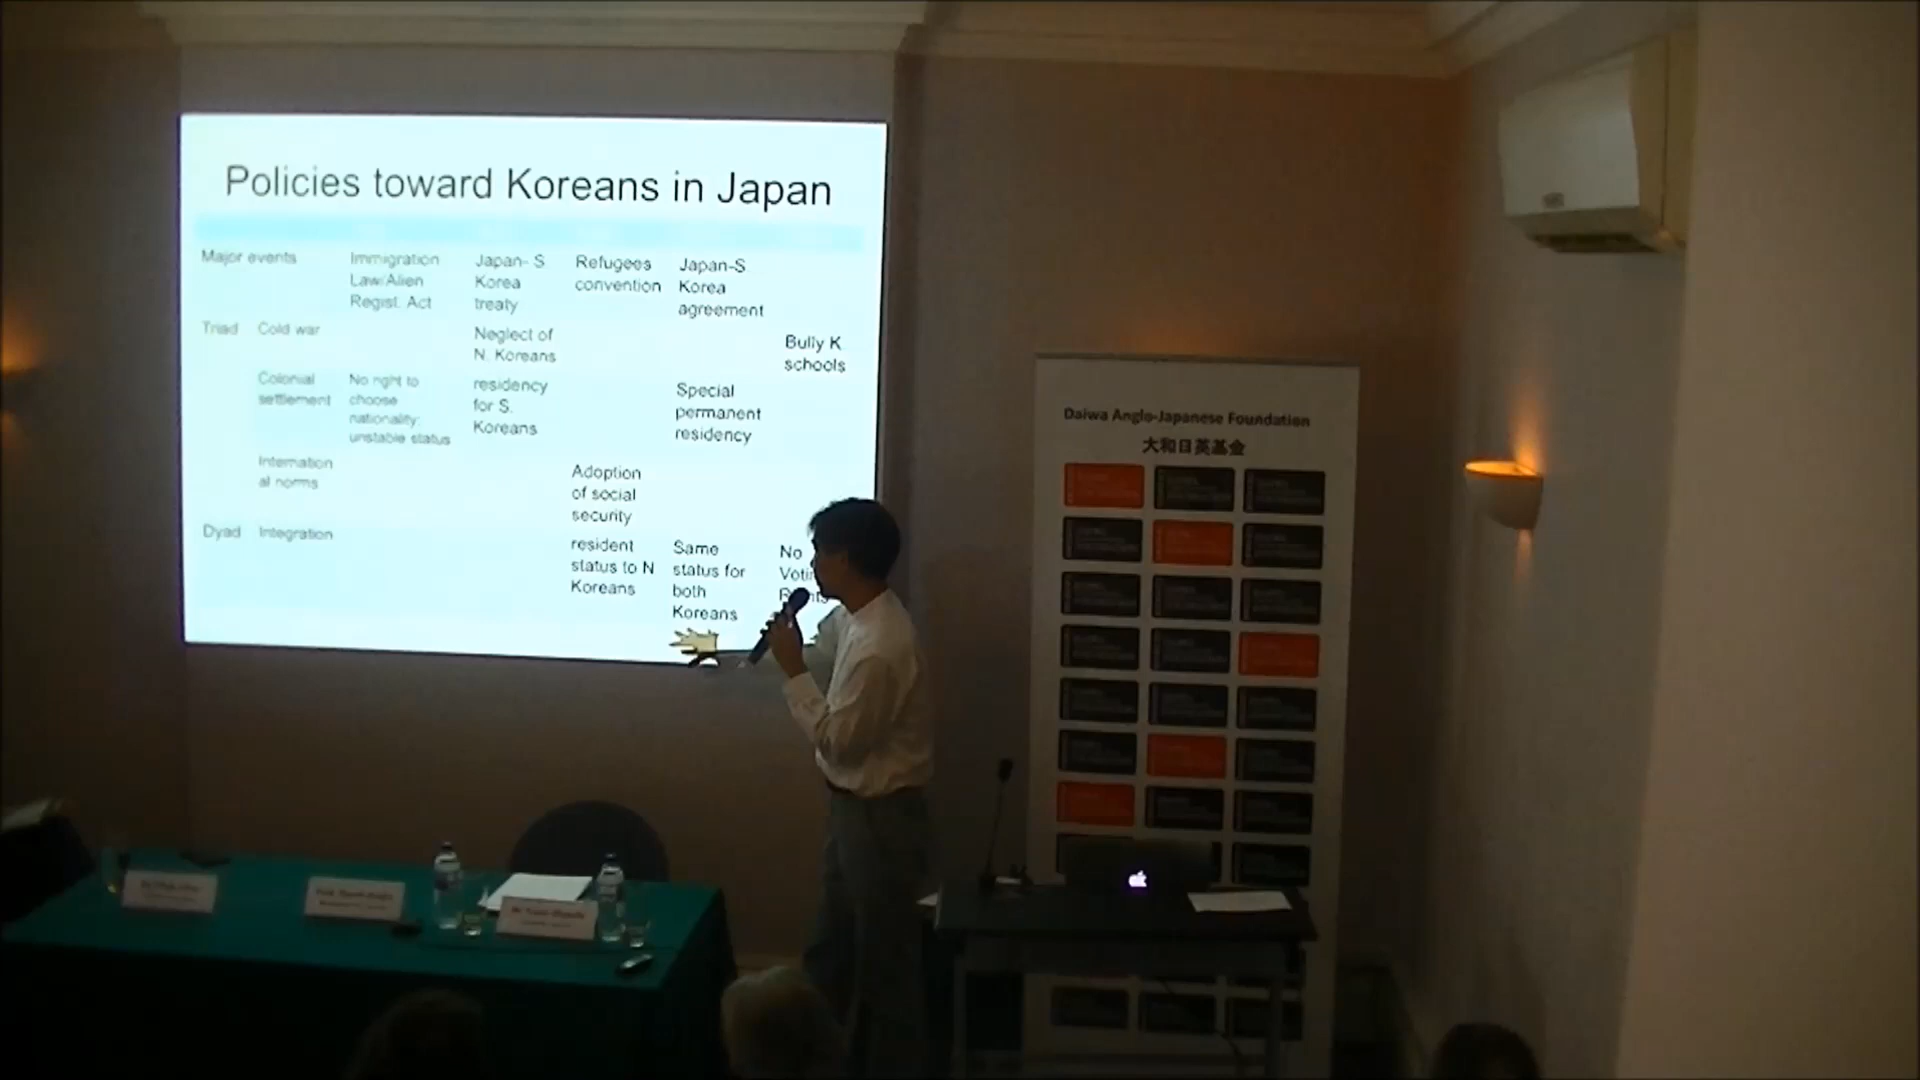 Policies toward Koreans in Japan
Major events
Immigration
Law/Alien
Regist. Act
Japan- S
Korea
treaty
Refugees
convention
Japan-S
Korea
agreement
Triad
Cold war
Neglect of
N. Koreans
Bully K
schools
Colonial
settlement
No right to
choose
nationality:
unstable status
residency
for S.
Koreans
Special
permanent
residency
Internation
al norms
Adoption
of social
security
Dyad
Integration
resident
status to N
Koreans
Same
status for
both
Koreans
No
Daiwa Anglo-Japanese Foundation
大和日英基金